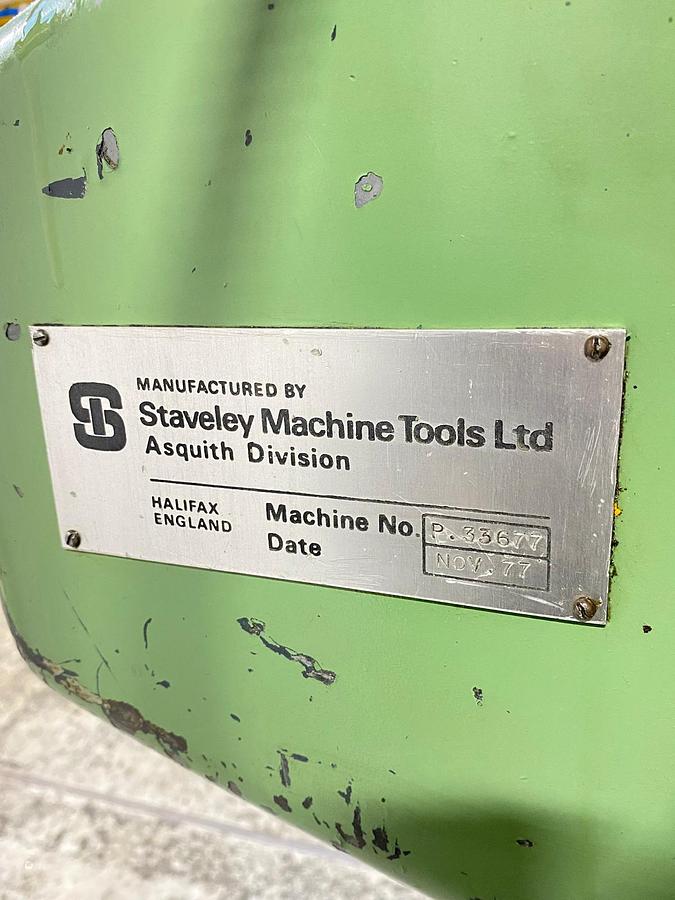 MANUFACTURED BY
Staveley Machine Tools Ltd
Asquith Division
HALIFAX
ENGLAND
Machine No. P.33677
Date NOV.77